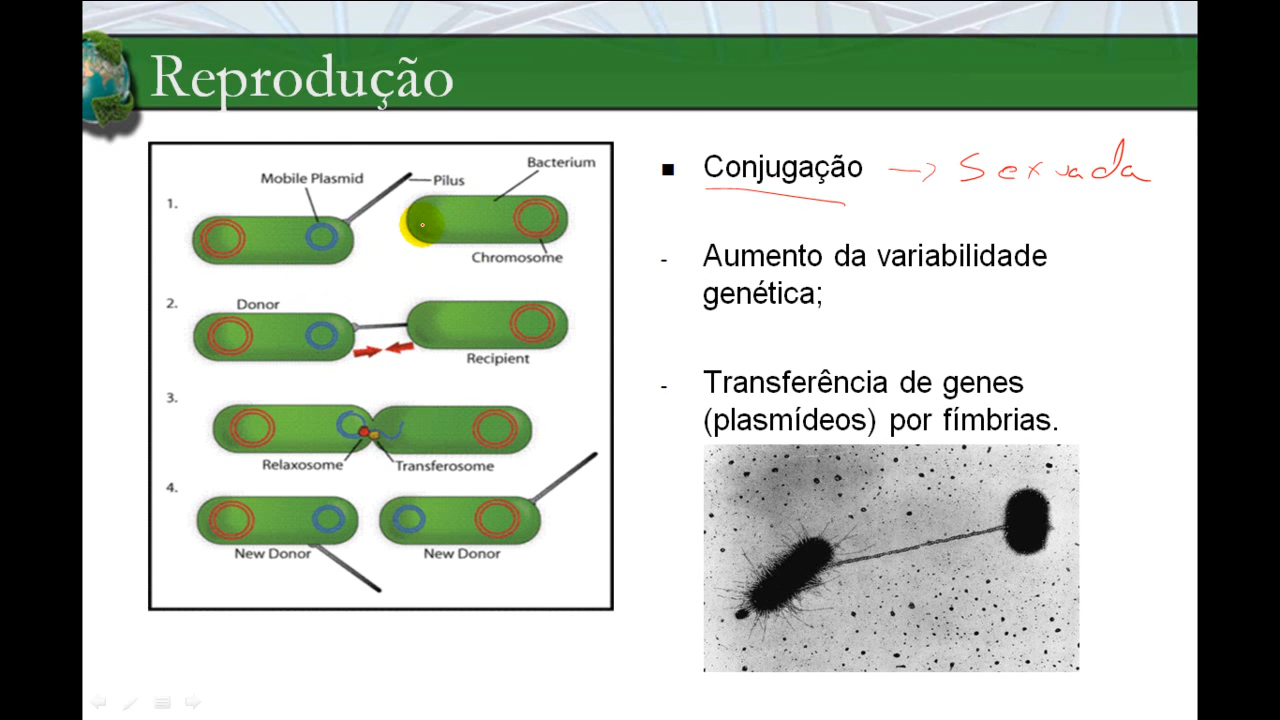 Reprodução
Bacterium
Mobile Plasmid
Pilus
1.
Chromosome
2.
Donor
Recipient
3.
Relaxosome
Transferosome
4.
New Donor
New Donor
■ Conjugação → Sexuada
- Aumento da variabilidade
genética;
- Transferência de genes
(plasmídeos) por fímbrias.